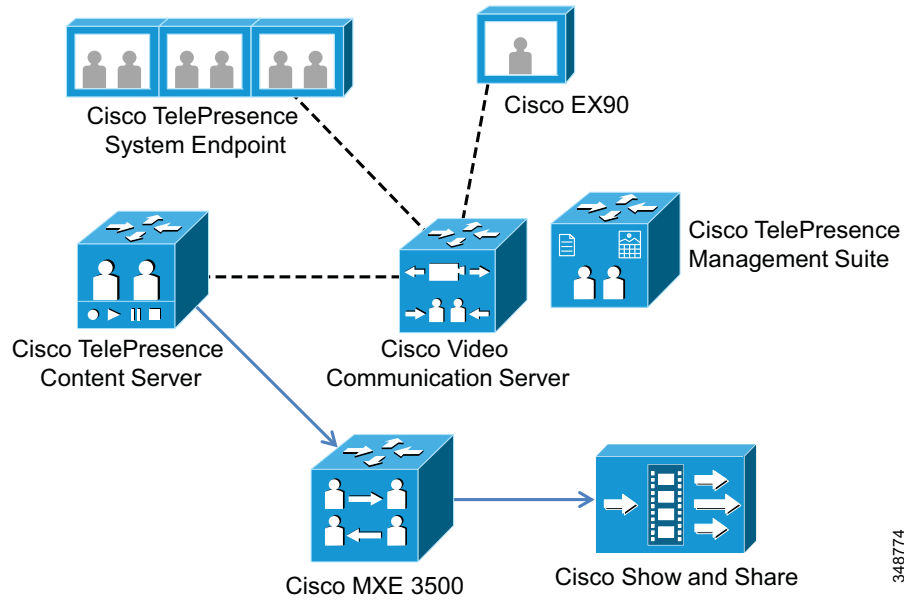 Cisco TelePresence
System Endpoint
Cisco EX90
Cisco TelePresence
Management Suite
Cisco TelePresence
Content Server
Cisco Video
Communication Server
Cisco MXE 3500
Cisco Show and Share
348774